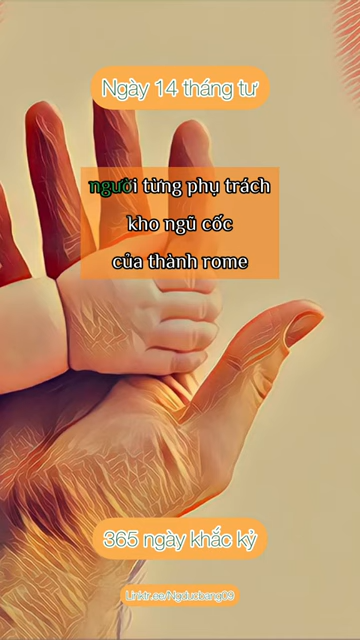 Ngày 14 tháng tư
người từng phụ trách
kho ngũ cốc
của thành rome
365 ngày khắc kỷ
Linktr.ee/Ngducbang09